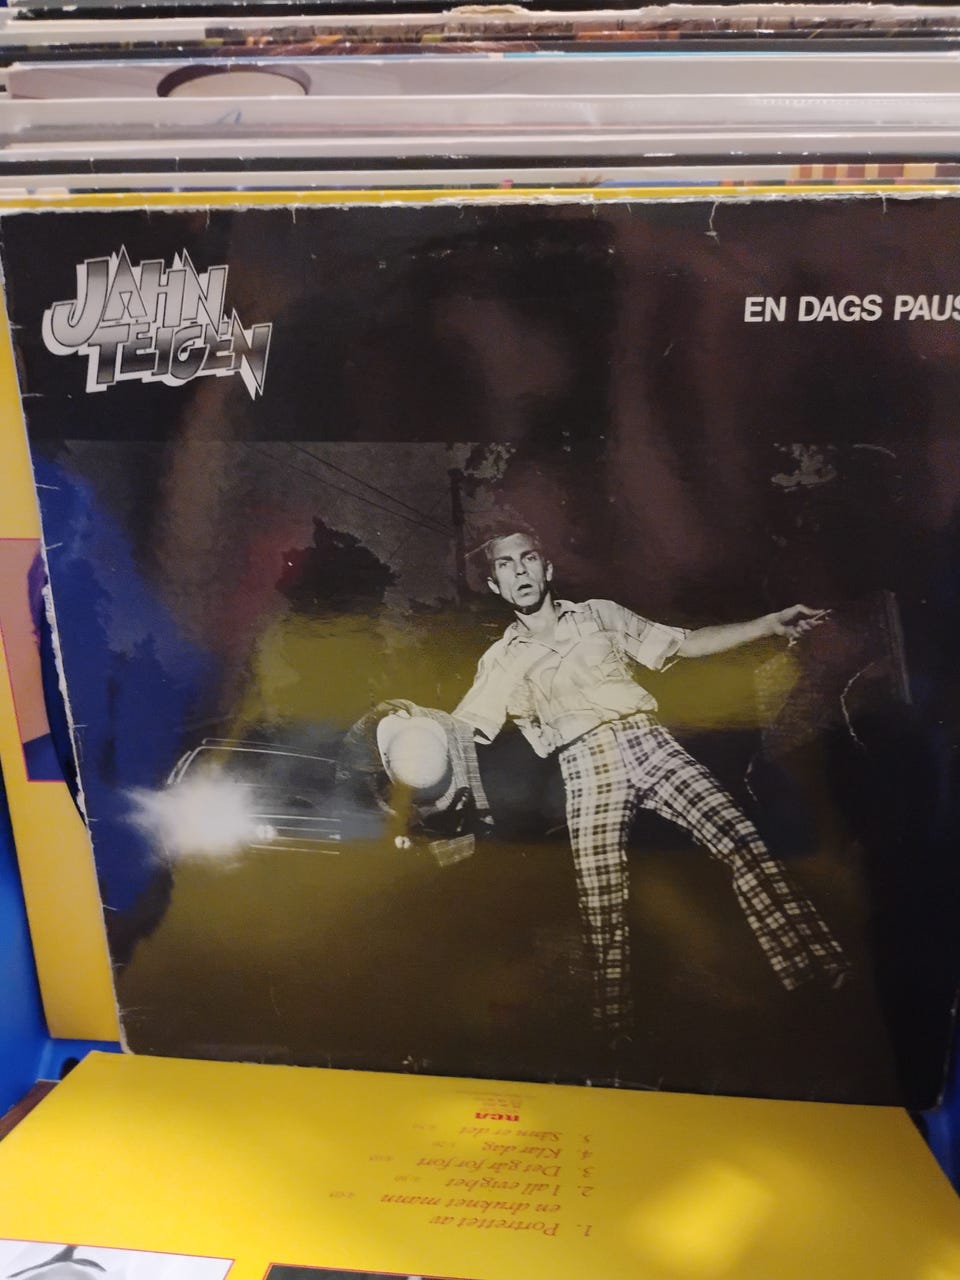 JAHN
TEIGEN
EN DAGS PAUS
RCA
5. Sånn er det
4. Klar dag
3. Det går for fort
2. I all evighet
1. Portrettet av
en druknet mann